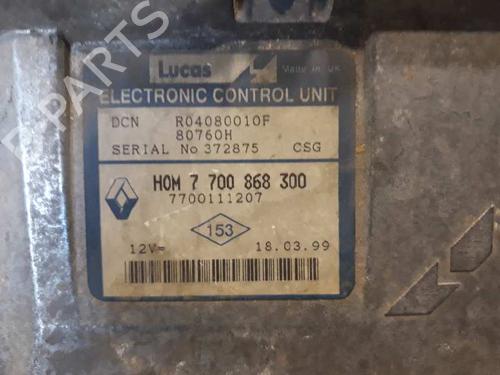 Lucas Made in UK
ELECTRONIC CONTROL UNIT
DCN R04080010F
80760H
SERIAL No 372875 CSG
HOM 7 700 868 300
7700111207
153
12V= 18.03.99